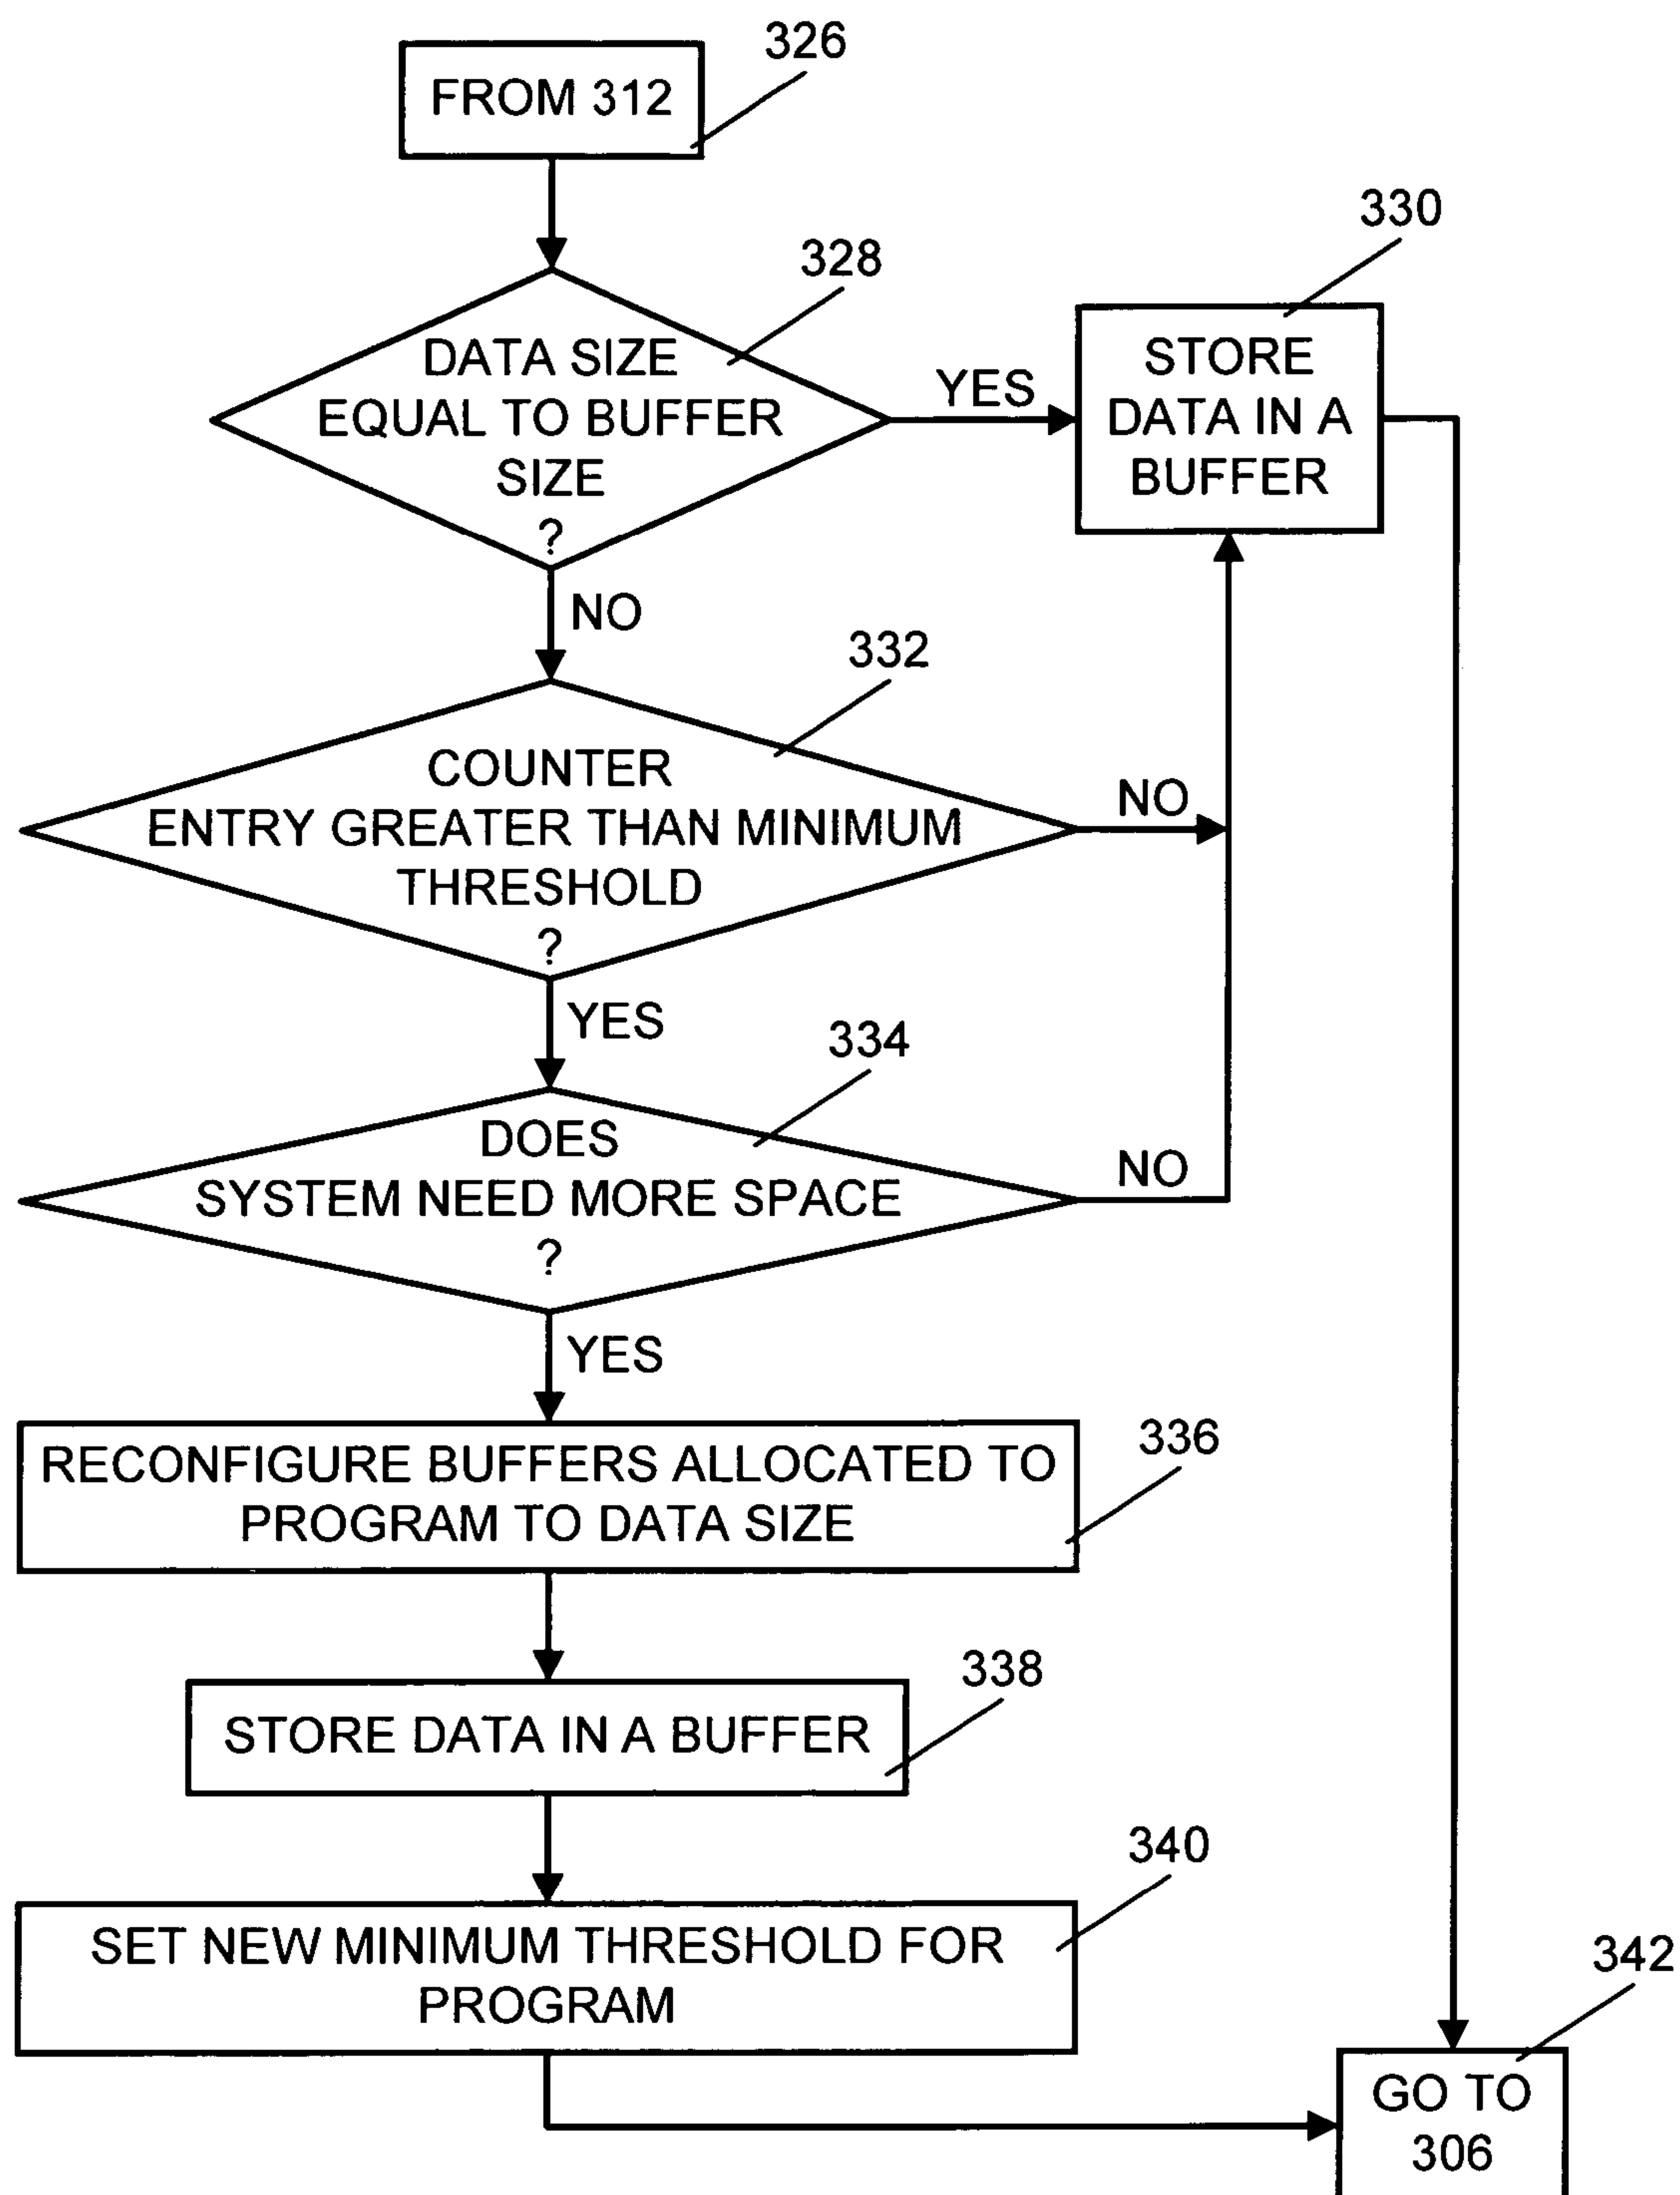 326
FROM 312
328
DATA SIZE
EQUAL TO BUFFER
SIZE
?
YES
330
STORE
DATA IN A
BUFFER
NO
332
COUNTER
ENTRY GREATER THAN MINIMUM
THRESHOLD
?
NO
YES
334
DOES
SYSTEM NEED MORE SPACE
?
NO
YES
336
RECONFIGURE BUFFERS ALLOCATED TO
PROGRAM TO DATA SIZE
338
STORE DATA IN A BUFFER
340
SET NEW MINIMUM THRESHOLD FOR
PROGRAM
342
GO TO
306